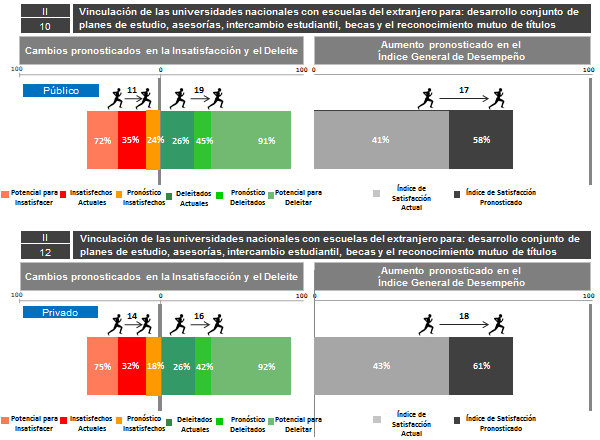 II
10
Vinculación de las universidades nacionales con escuelas del extranjero para: desarrollo conjunto de
planes de estudio, asesorías, intercambio estudiantil, becas y el reconocimiento mutuo de títulos
Cambios pronosticados en la Insatisfacción y el Deleite
Aumento pronosticado en el
Índice General de Desempeño
100 0 100
0 100
Público
11 19 17
72% 35% 24% 26% 45% 91%
41% 58%
Potencial para
Insatisfacer
Insatisfechos
Actuales
Pronóstico
Insatisfechos
Deleitados
Actuales
Pronóstico
Deleitados
Potencial para
Deleitar
Índice de
Satisfacción
Actual
Índice de Satisfacción
Pronosticado
II
12
Vinculación de las universidades nacionales con escuelas del extranjero para: desarrollo conjunto de
planes de estudio, asesorías, intercambio estudiantil, becas y el reconocimiento mutuo de títulos
Cambios pronosticados en la Insatisfacción y el Deleite
Aumento pronosticado en el
Índice General de Desempeño
100 0 100
0 100
Privado
14 16 18
75% 32% 18% 26% 42% 92%
43% 61%
Potencial para
Insatisfacer
Insatisfechos
Actuales
Pronóstico
Insatisfechos
Deleitados
Actuales
Pronóstico
Deleitados
Potencial para
Deleitar
Índice de
Satisfacción
Actual
Índice de Satisfacción
Pronosticado